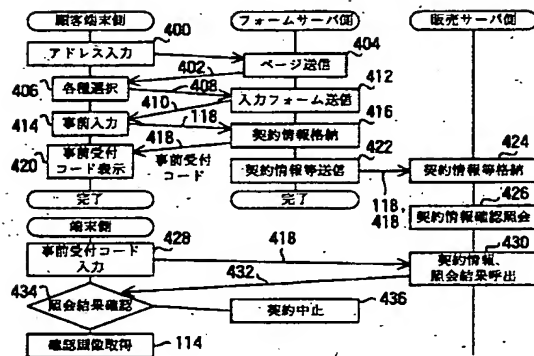 顧客端末側
フォームサーバ側
販売サーバ側
400
アドレス入力
404
402
ページ送信
406
各種選択
408
412
410
入力フォーム送信
414
事前入力
118
416
418
契約情報格納
420
事前受付
コード表示
事前受付
コード
422
424
契約情報等送信
契約情報等格納
完了
完了
118
418
426
契約情報確認照会
端末側
428
430
事前受付コード
入力
418
契約情報、
照会結果呼出
432
434
照会結果確認
436
契約中止
確認画像取得
114